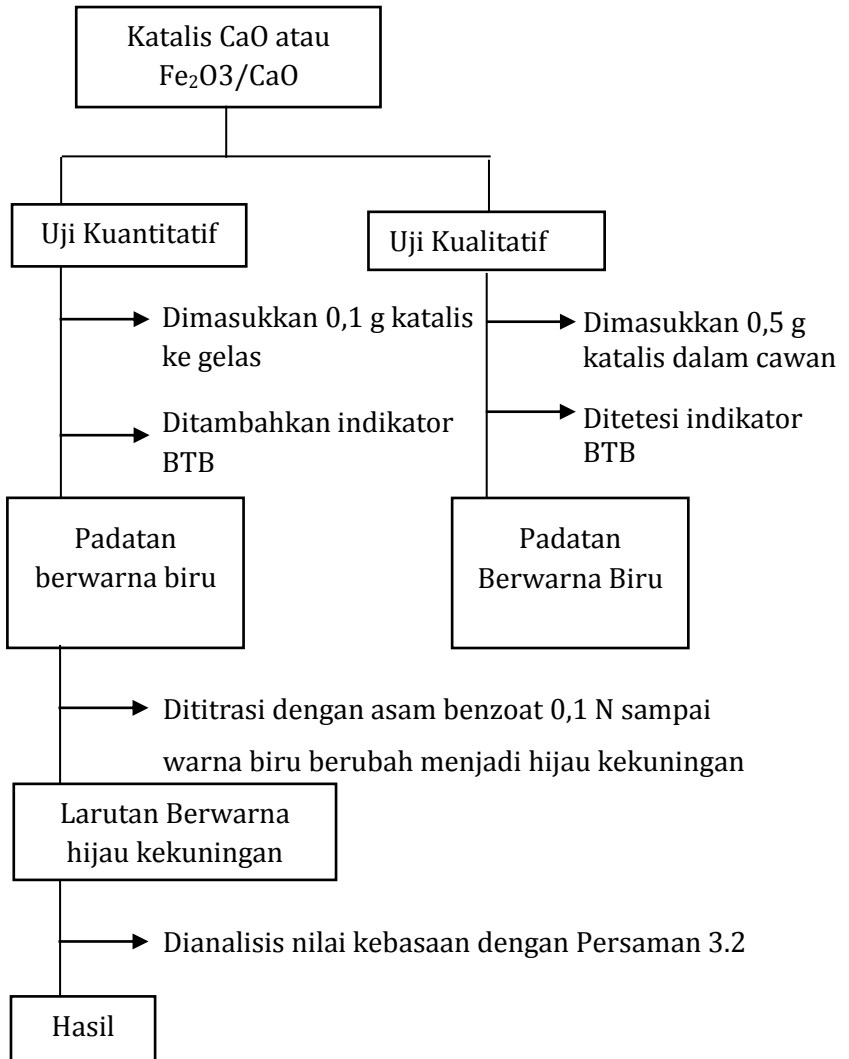 Katalis CaO atau
Fe₂O3/CaO
Uji Kuantitatif
Uji Kualitatif
Dimasukkan 0,1 g katalis
ke gelas
Dimasukkan 0,5 g
katalis dalam cawan
Ditambahkan indikator
BTB
Ditetesi indikator
BTB
Padatan
berwarna biru
Padatan
Berwarna Biru
Dititrasi dengan asam benzoat 0,1 N sampai
warna biru berubah menjadi hijau kekuningan
Larutan Berwarna
hijau kekuningan
Dianalisis nilai kebasaan dengan Persaman 3.2
Hasil